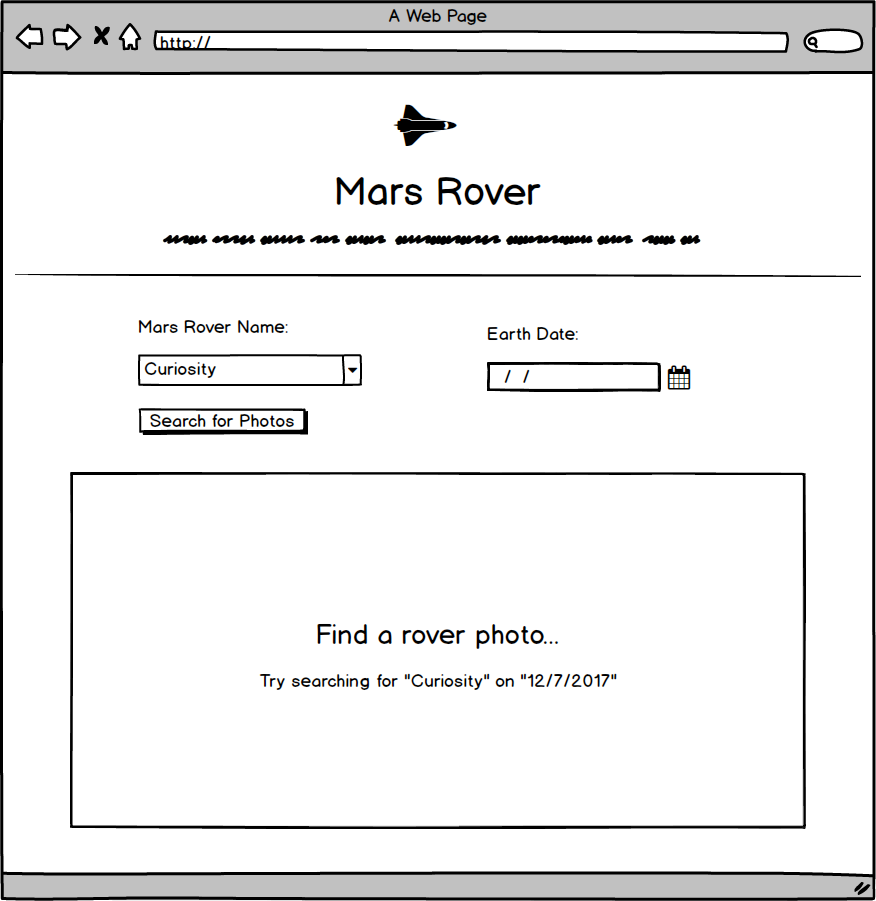 A Web Page
http://
Mars Rover
Mars Rover Name:
Earth Date:
Curiosity
/ /
Search for Photos
Find a rover photo...
Try searching for "Curiosity" on "12/7/2017"